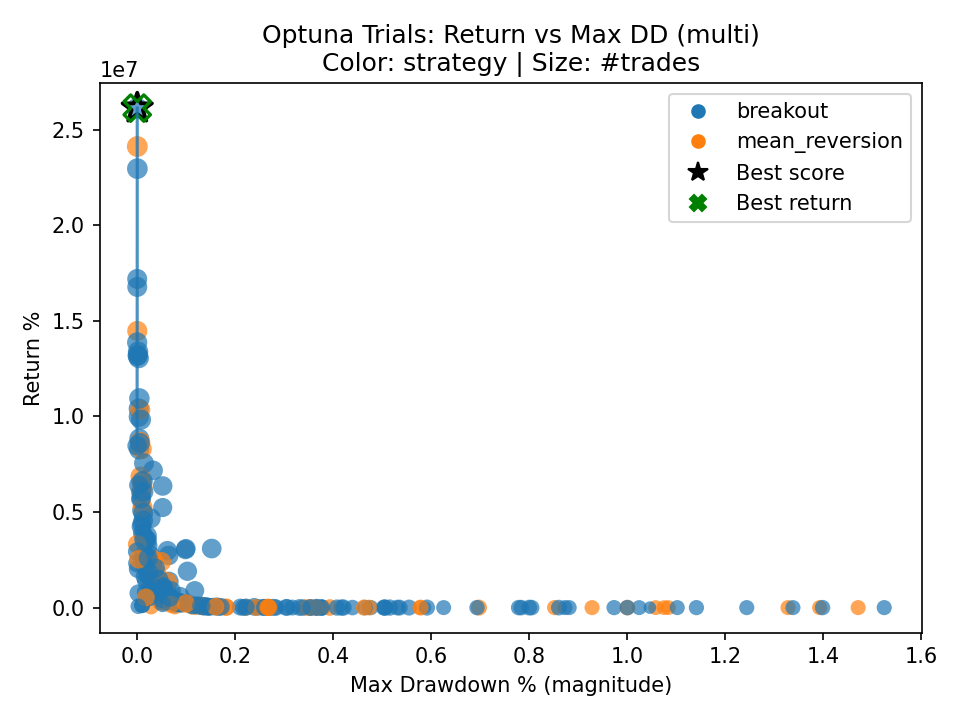 Optuna Trials: Return vs Max DD (multi)
Color: strategy | Size: #trades
1e7
breakout
mean_reversion
Best score
Best return
Return %
2.5
2.0
1.5
1.0
0.5
0.0
0.0 0.2 0.4 0.6 0.8 1.0 1.2 1.4 1.6
Max Drawdown % (magnitude)